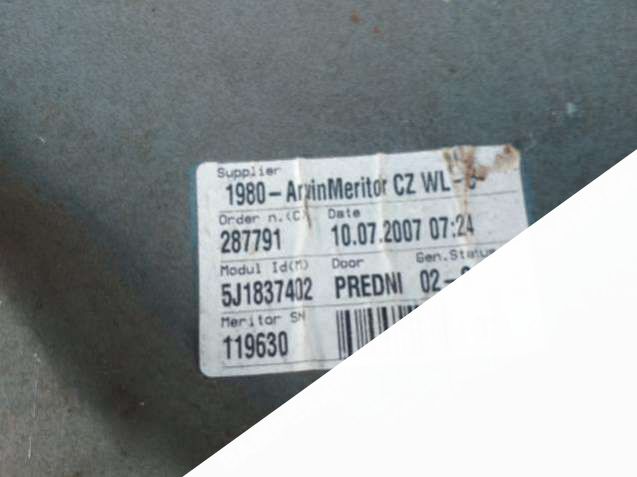 Supplier
1980-ArvinMeritor CZ WL-
Order n.(C) Date
287791 10.07.2007 07:24
Modul Id(M) Door Gen.Status
5J1837402 PREDNI 02-
Meritor SN
119630